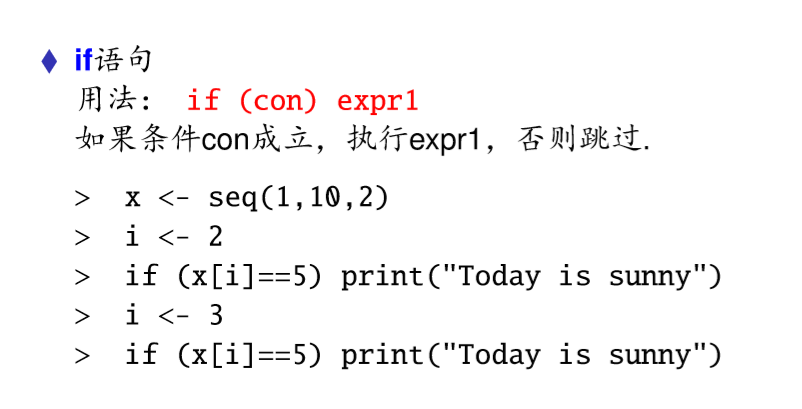 ♦ if语句
用法： if (con) expr1
如果条件con成立，执行expr1，否则跳过.
> x <- seq(1,10,2)
> i <- 2
> if (x[i]==5) print("Today is sunny")
> i <- 3
> if (x[i]==5) print("Today is sunny")